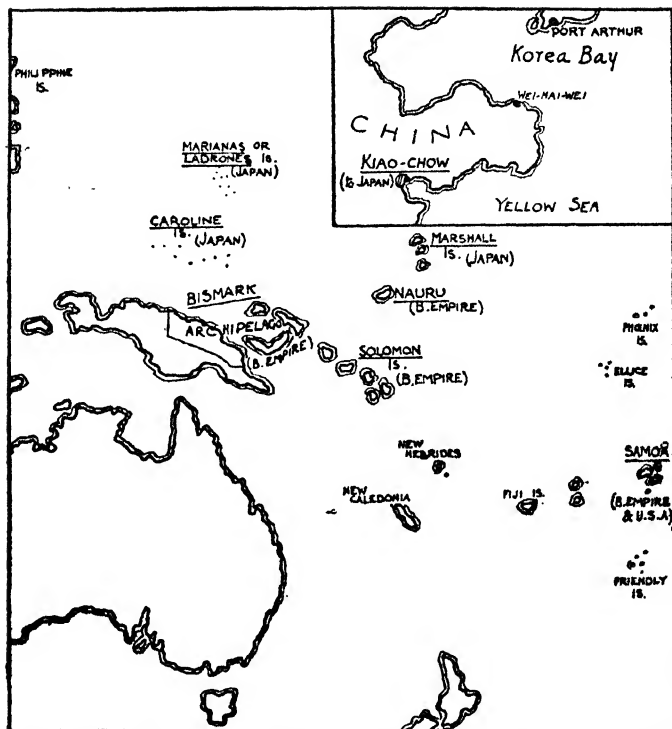 PORT ARTHUR
Korea Bay
WEI-HAI-WEI
CHINA
KIAO-CHOW
(to JAPAN)
YELLOW SEA
PHILIPPINE
IS.
MARIANAS OR
LADRONES IS.
(JAPAN)
CAROLINE
IS. (JAPAN)
MARSHALL
IS. (JAPAN)
BISMARK
ARCHIPELAGO
(B. EMPIRE)
NAURU
(B. EMPIRE)
SOLOMON
IS.
(B. EMPIRE)
PHŒNIX
IS.
ELLICE
IS.
NEW
HEBRIDES
NEW
CALEDONIA
FIJI IS.
SAMOA
(B. EMPIRE
& U.S.A)
FRIENDLY
IS.